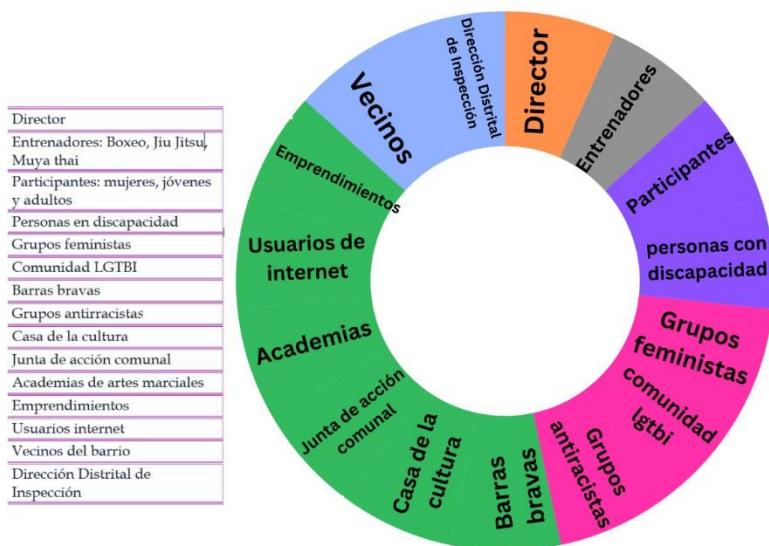 Director
Entrenadores: Boxeo, Jiu Jitsu,
Muya thai
Participantes: mujeres, jóvenes
y adultos
Personas en discapacidad
Grupos feministas
Comunidad LGTBI
Barras bravas
Grupos antirracistas
Casa de la cultura
Junta de acción comunal
Academias de artes marciales
Emprendimientos
Usuarios internet
Vecinos del barrio
Dirección Distrital de
Inspección
Director
Entrenadores
Participantes
personas con
discapacidad
Grupos
feministas
comunidad
lgtbi
Grupos
antiracistas
Barras
bravas
Casa de la
cultura
Junta de acción
comunal
Academias
Usuarios de
internet
Emprendimientos
Vecinos
Dirección Distrital
de Inspección